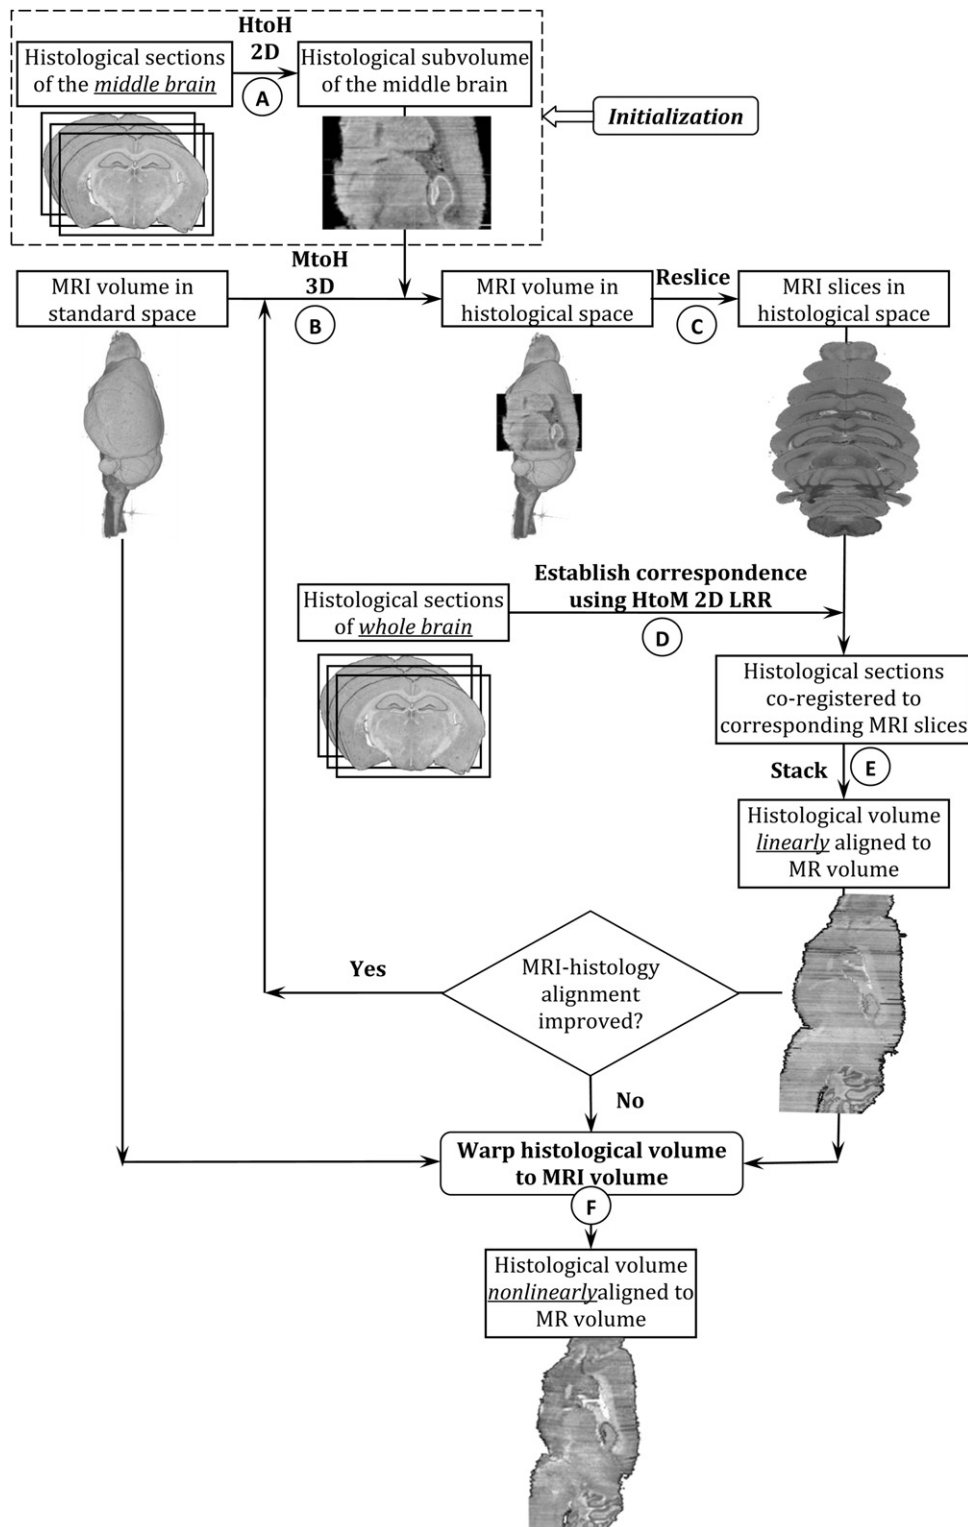 HtoH
2D
Histological sections
of the middle brain
A
Histological subvolume
of the middle brain
Initialization
MtoH
3D
MRI volume in
standard space
B
MRI volume in
histological space
Reslice
C
MRI slices in
histological space
Establish correspondence
using HtoM 2D LRR
Histological sections
of whole brain
D
Histological sections
co-registered to
corresponding MRI slices
Stack
E
Histological volume
linearly aligned to
MR volume
Yes
MRI-histology
alignment
improved?
No
Warp histological volume
to MRI volume
F
Histological volume
nonlinearlyaligned to
MR volume